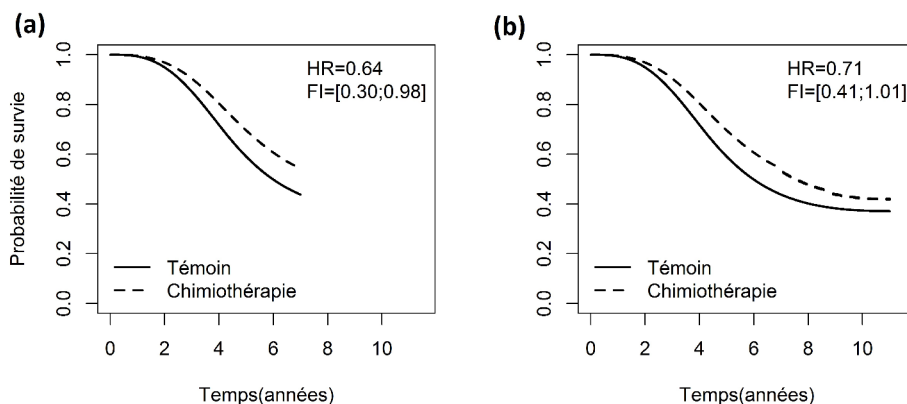 (a)
HR=0.64
FI=[0.30;0.98]
Probabilité de survie
1.0
0.8
0.6
0.4
0.2
0.0
Témoin
Chimiothérapie
0 2 4 6 8 10
Temps(années)
(b)
HR=0.71
FI=[0.41;1.01]
1.0
0.8
0.6
0.4
0.2
0.0
Témoin
Chimiothérapie
0 2 4 6 8 10
Temps(années)